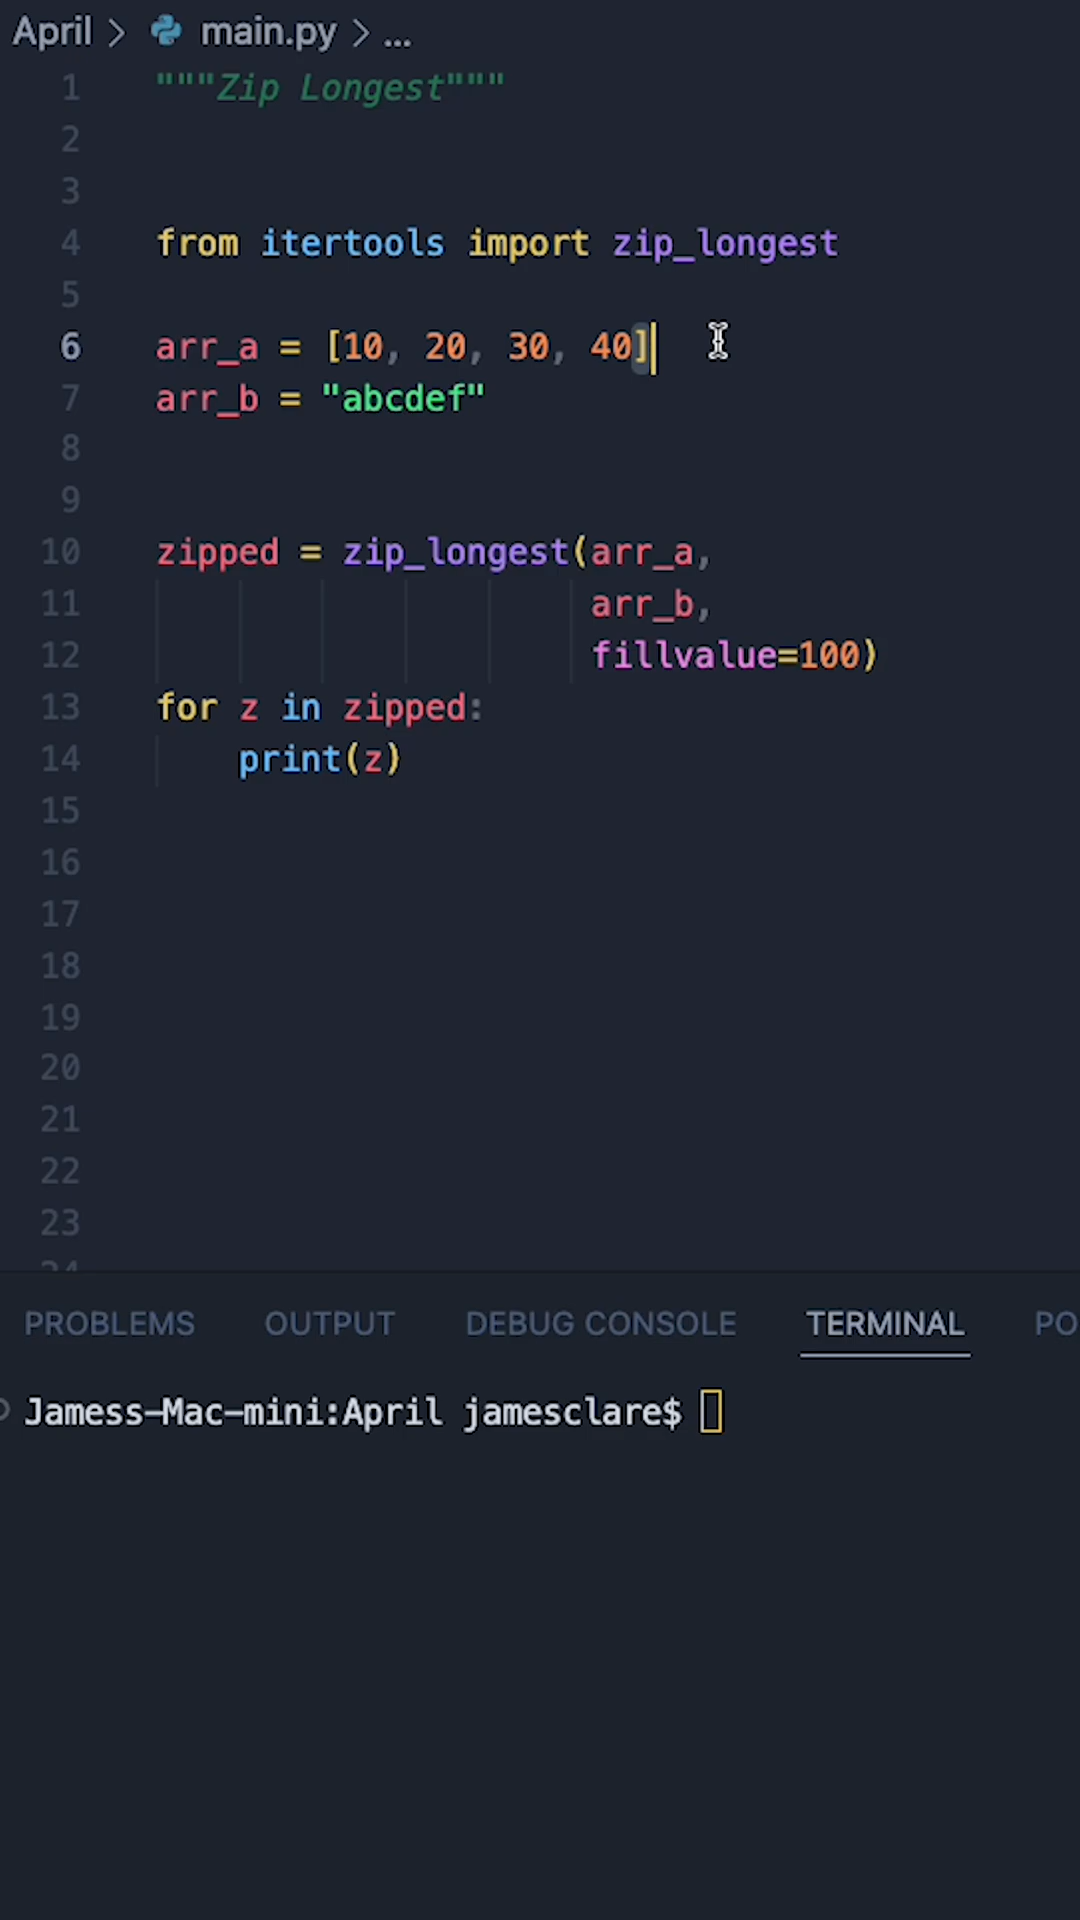 April > main.py > ...
1 """Zip Longest"""
2
3
4 from itertools import zip_longest
5
6 arr_a = [10, 20, 30, 40]
7 arr_b = "abcdef"
8
9
10 zipped = zip_longest(arr_a,
11 arr_b,
12 fillvalue=100)
13 for z in zipped:
14 print(z)
15
16
17
18
19
20
21
22
23
24
PROBLEMS OUTPUT DEBUG CONSOLE TERMINAL PO
Jamess-Mac-mini:April jamesclare$